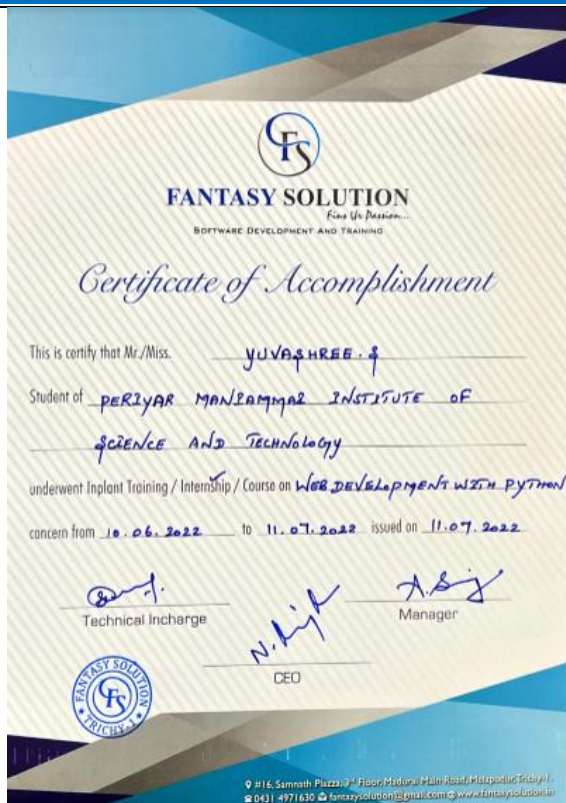 CFS
FANTASY SOLUTION
Fine Us Passion...
SOFTWARE DEVELOPMENT AND TRAINING
Certificate of Accomplishment
This is certify that Mr./Miss. YUVASHREE. S
Student of PERIYAR MANIAMMAI INSTITUTE OF
SCIENCE AND TECHNOLOGY
underwent Inplant Training / Internship / Course on WEB DEVELOPMENT WITH PYTHON
concern from 10.06.2022 to 11.07.2022 issued on 11.07.2022
Technical Incharge
Manager
CEO
FANTASY SOLUTION
CFS
TRICHY-1
#16, Samnath Plazza, 3rd Floor, Madurai Main Road, Melapudur, Trichy-1.
0431 4971630 fantazysolution@gmail.com www.fantasysolution.in